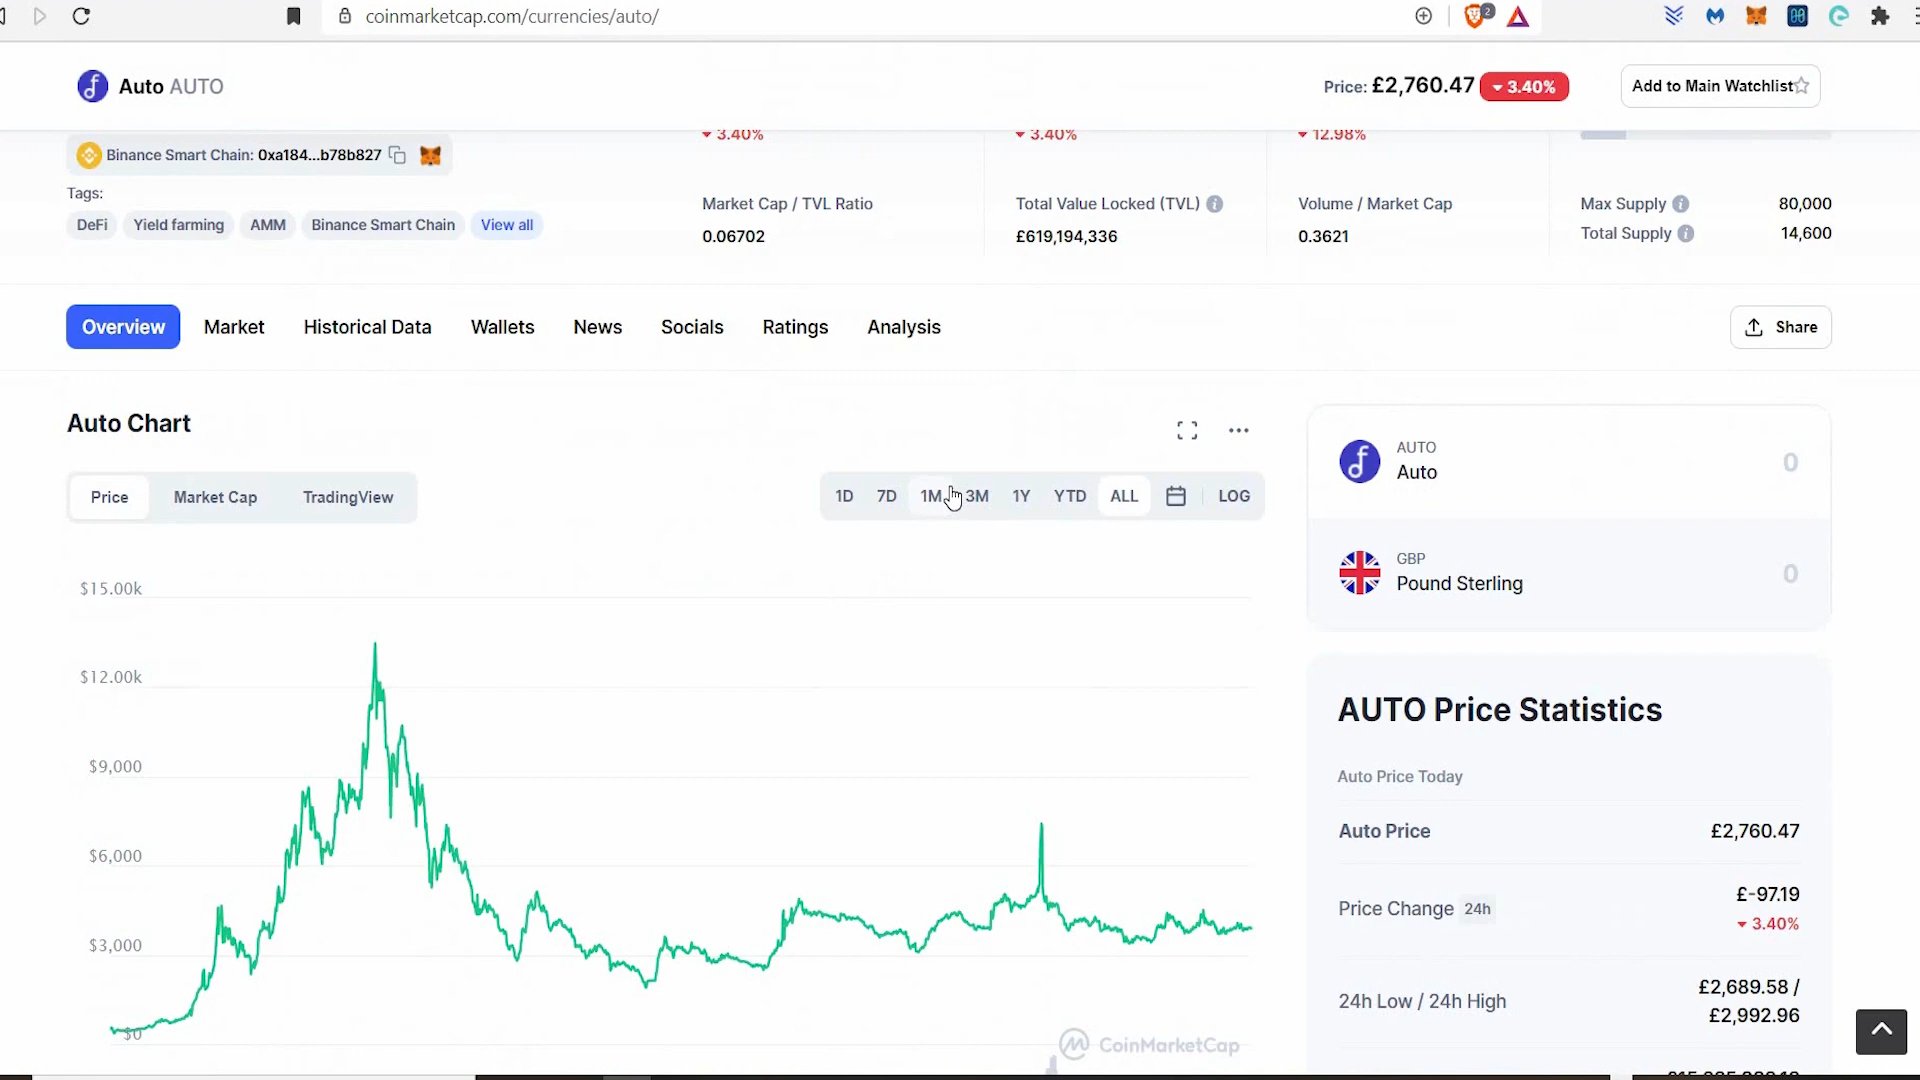 coinmarketcap.com/currencies/auto/
2
Auto AUTO
Price: £2,760.47 3.40%
Add to Main Watchlist
3.40%
3.40%
12.98%
Binance Smart Chain: 0xa184...b78b827
Tags:
DeFi Yield farming AMM Binance Smart Chain View all
Market Cap / TVL Ratio
0.06702
Total Value Locked (TVL)
£619,194,336
Volume / Market Cap
0.3621
Max Supply 80,000
Total Supply 14,600
Overview Market Historical Data Wallets News Socials Ratings Analysis
Share
Auto Chart
Price Market Cap TradingView
1D 7D 1M 3M 1Y YTD ALL LOG
$15.00k
$12.00k
$9,000
$6,000
$3,000
$0
CoinMarketCap
AUTO
Auto 0
GBP
Pound Sterling 0
AUTO Price Statistics
Auto Price Today
Auto Price £2,760.47
Price Change 24h £-97.19
3.40%
24h Low / 24h High £2,689.58 /
£2,992.96